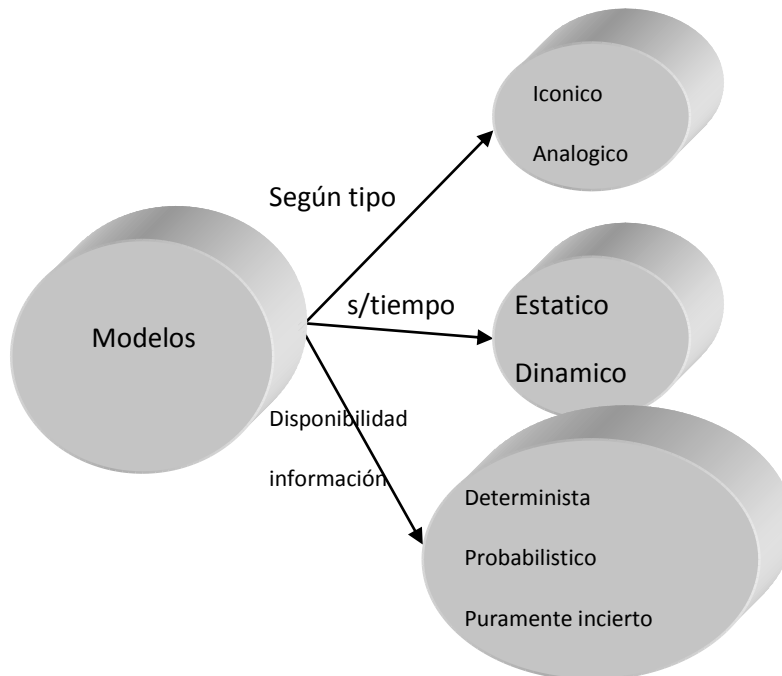 Iconico
Analogico
Según tipo
Modelos
s/tiempo
Estatico
Dinamico
Disponibilidad
información
Determinista
Probabilistico
Puramente incierto